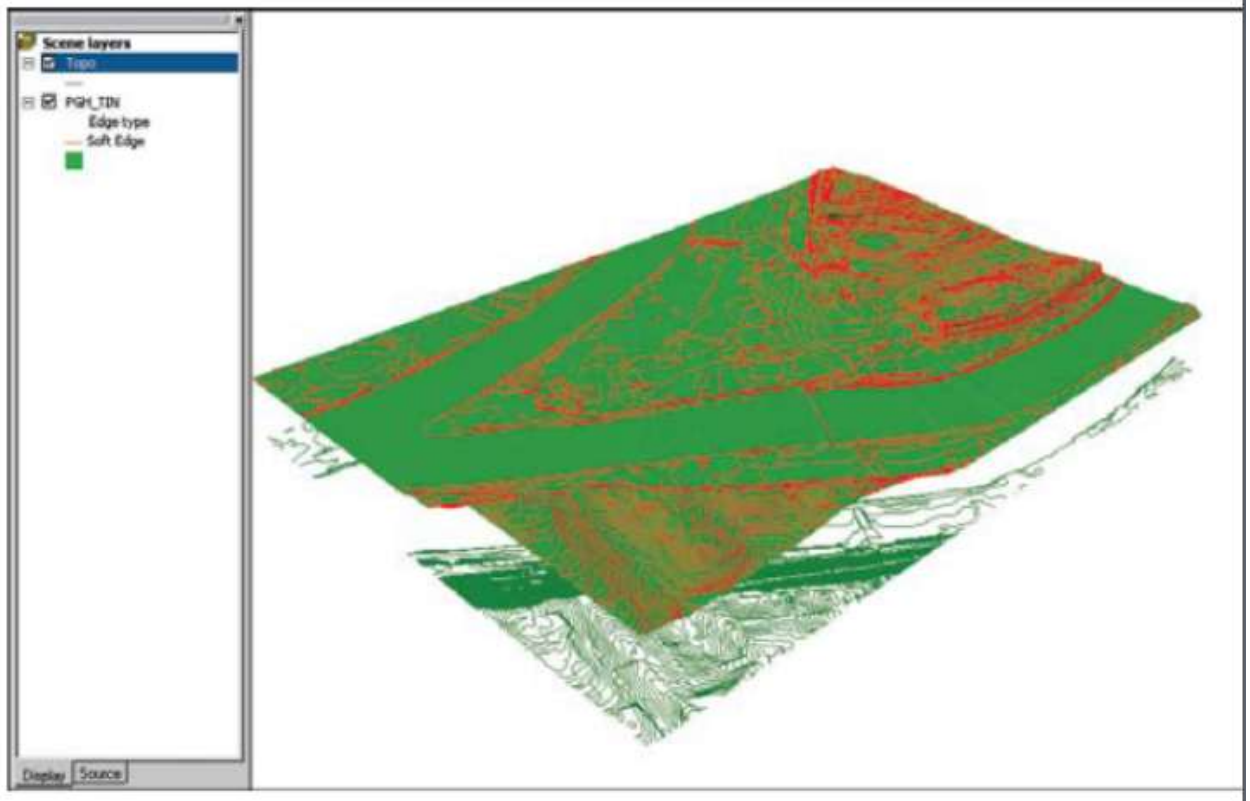 Scene layers
Topo
PGH_TIN
Edge type
Soft Edge
Display Source